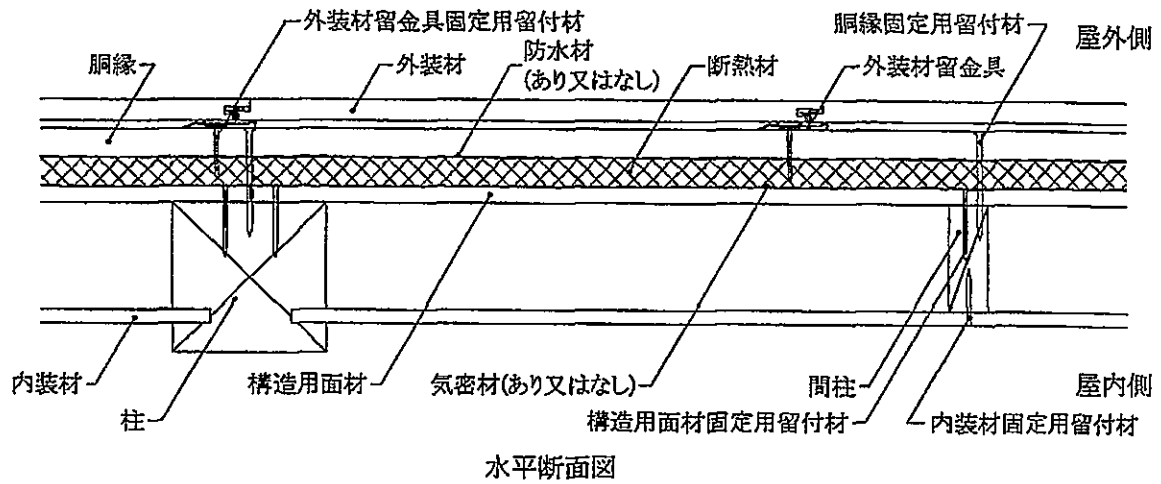 外装材留金具固定用留付材
胴縁固定用留付材
屋外側
胴縁
外装材
防水材
(あり又はなし)
断熱材
外装材留金具
内装材
柱
構造用面材
気密材(あり又はなし)
間柱
構造用面材固定用留付材
屋内側
内装材固定用留付材
水平断面図